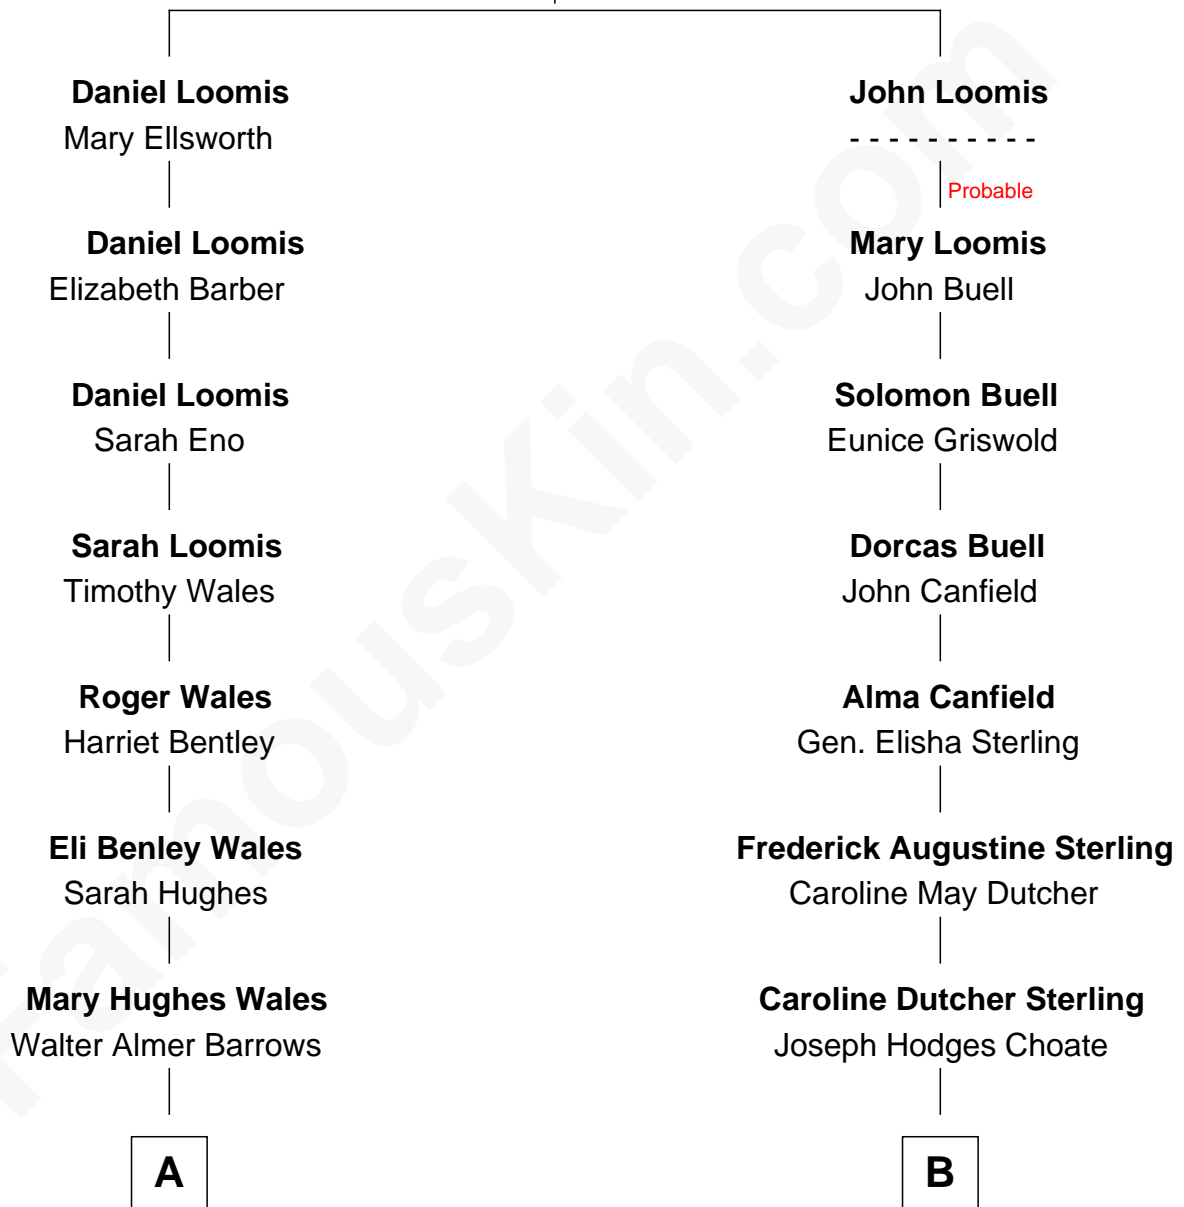 Daniel Loomis
Mary Ellsworth
Daniel Loomis
Elizabeth Barber
Daniel Loomis
Sarah Eno
Sarah Loomis
Timothy Wales
Roger Wales
Harriet Bentley
Eli Benley Wales
Sarah Hughes
Mary Hughes Wales
Walter Almer Barrows
A
John Loomis
- - - - - - - - - -
Probable
Mary Loomis
John Buell
Solomon Buell
Eunice Griswold
Dorcas Buell
John Canfield
Alma Canfield
Gen. Elisha Sterling
Frederick Augustine Sterling
Caroline May Dutcher
Caroline Dutcher Sterling
Joseph Hodges Choate
B
FamousKin.com